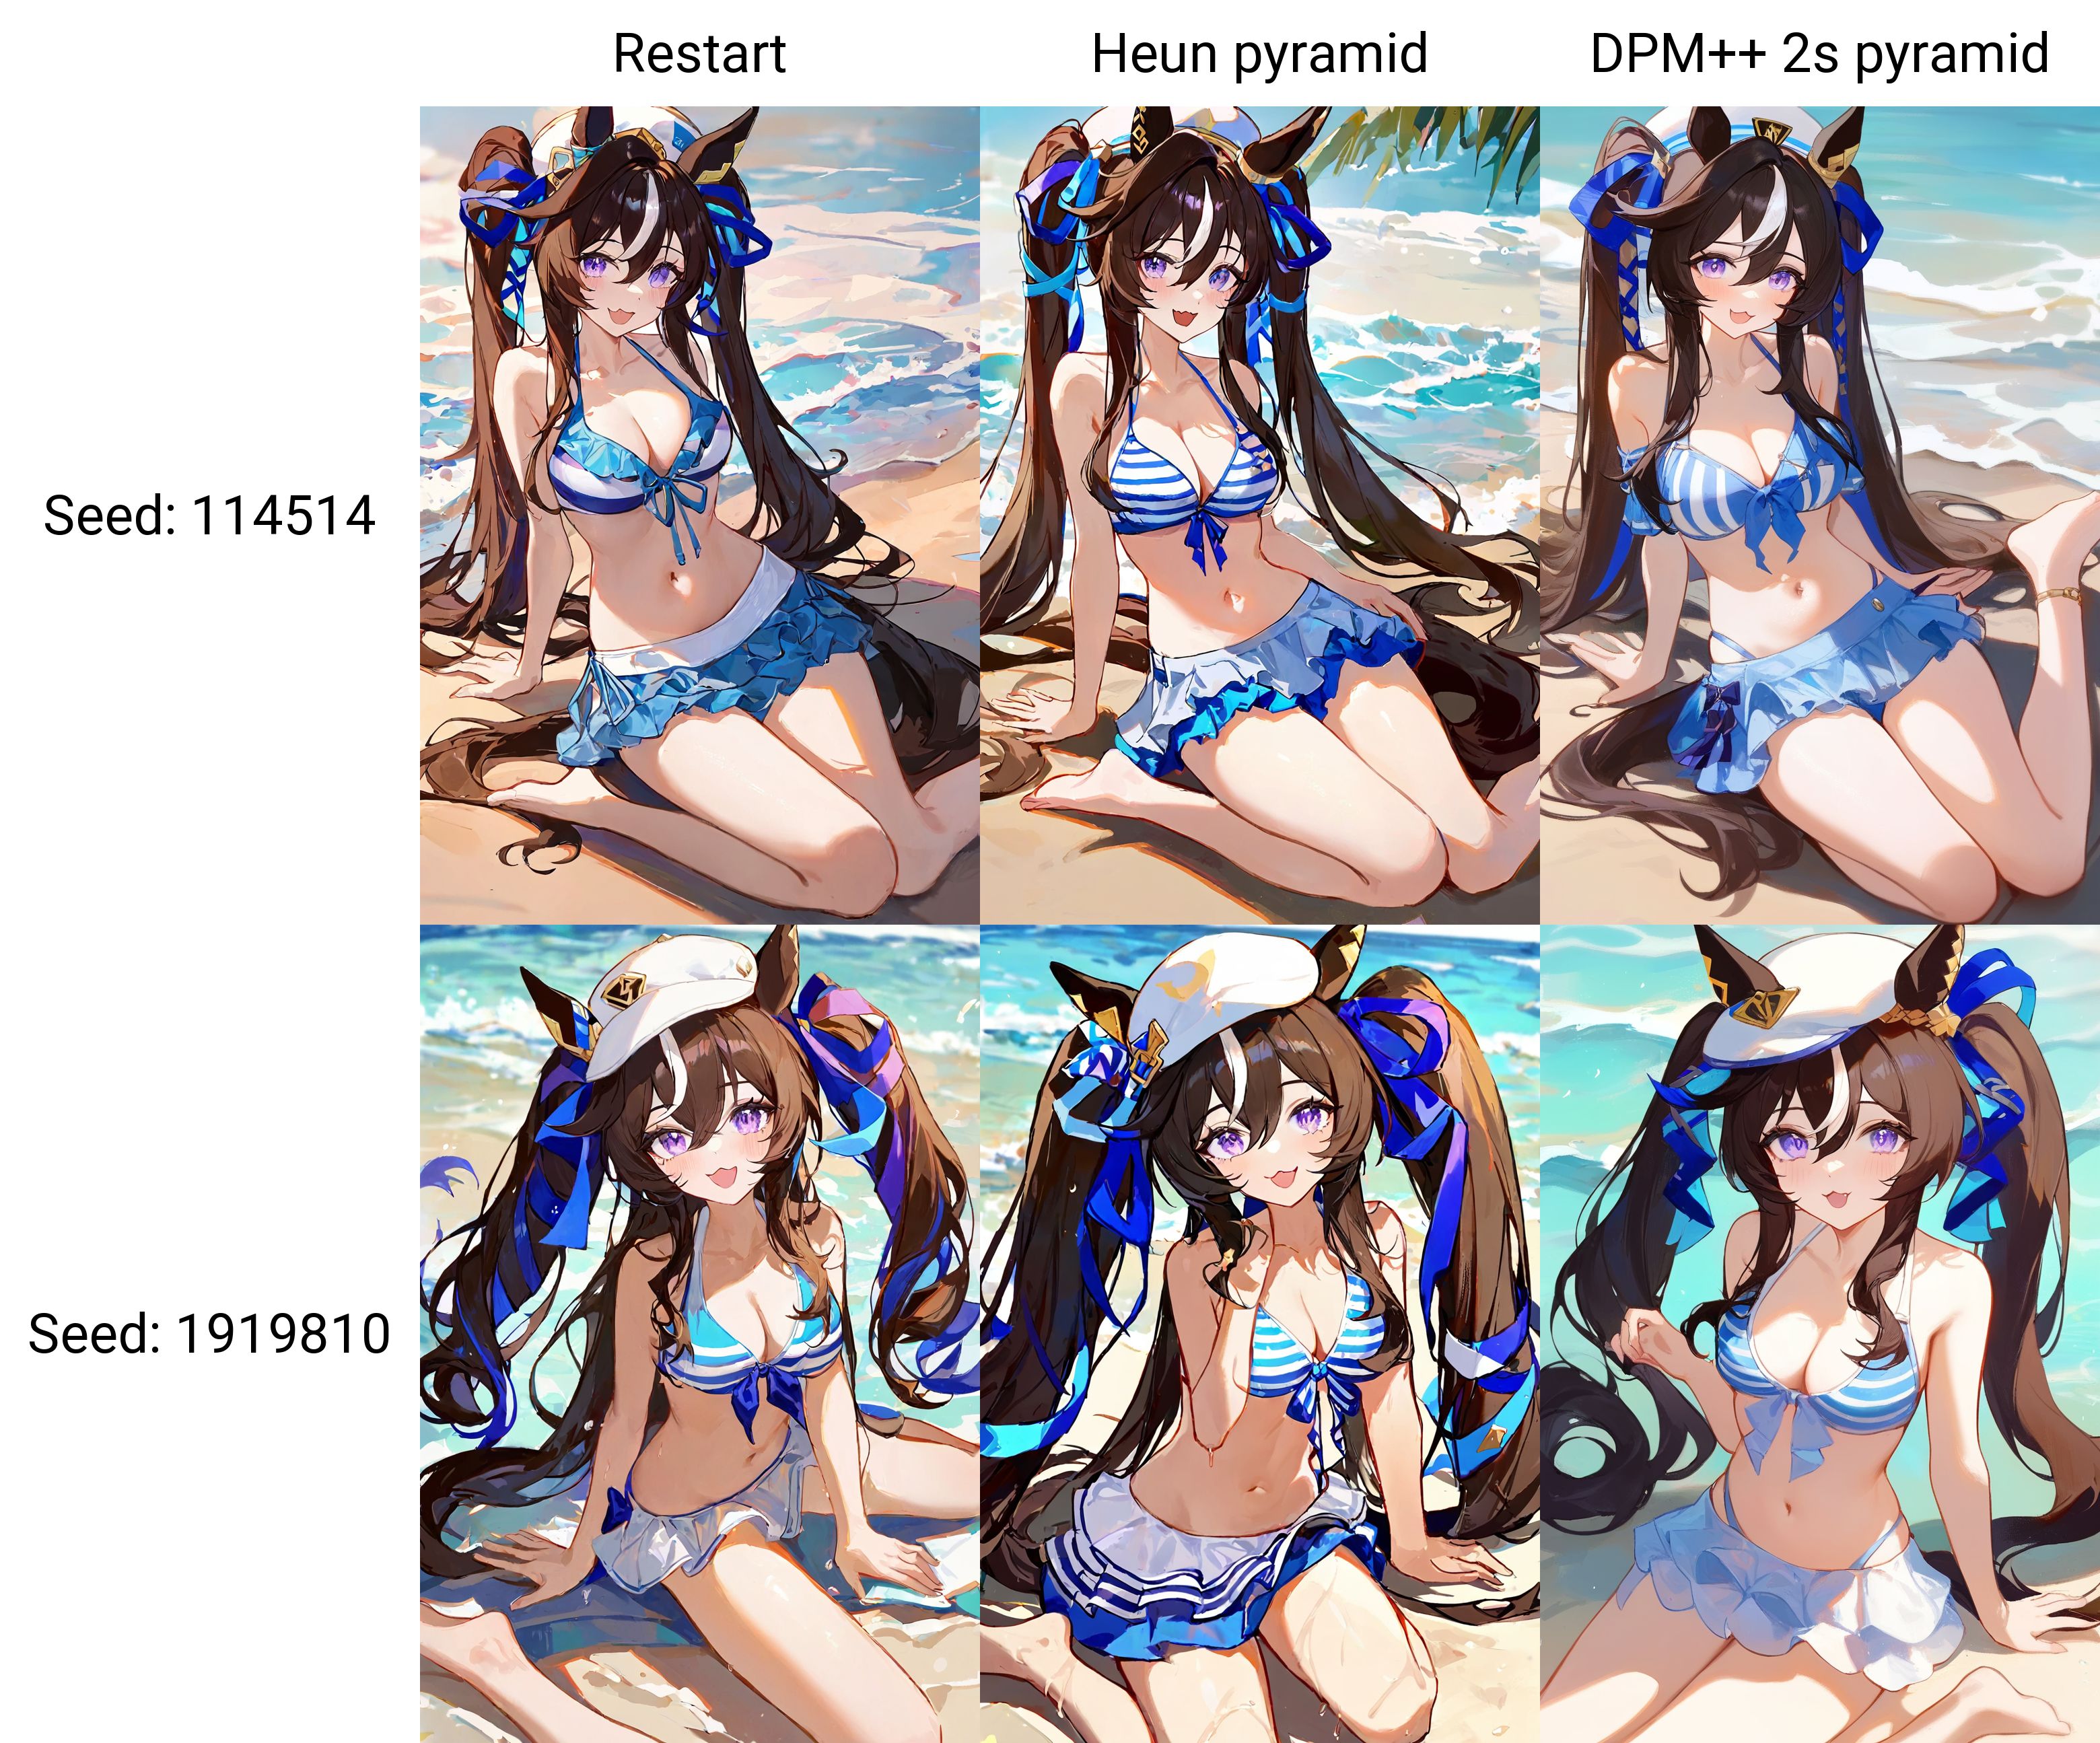 Restart
Heun pyramid
DPM++ 2s pyramid
Seed: 114514
Seed: 1919810